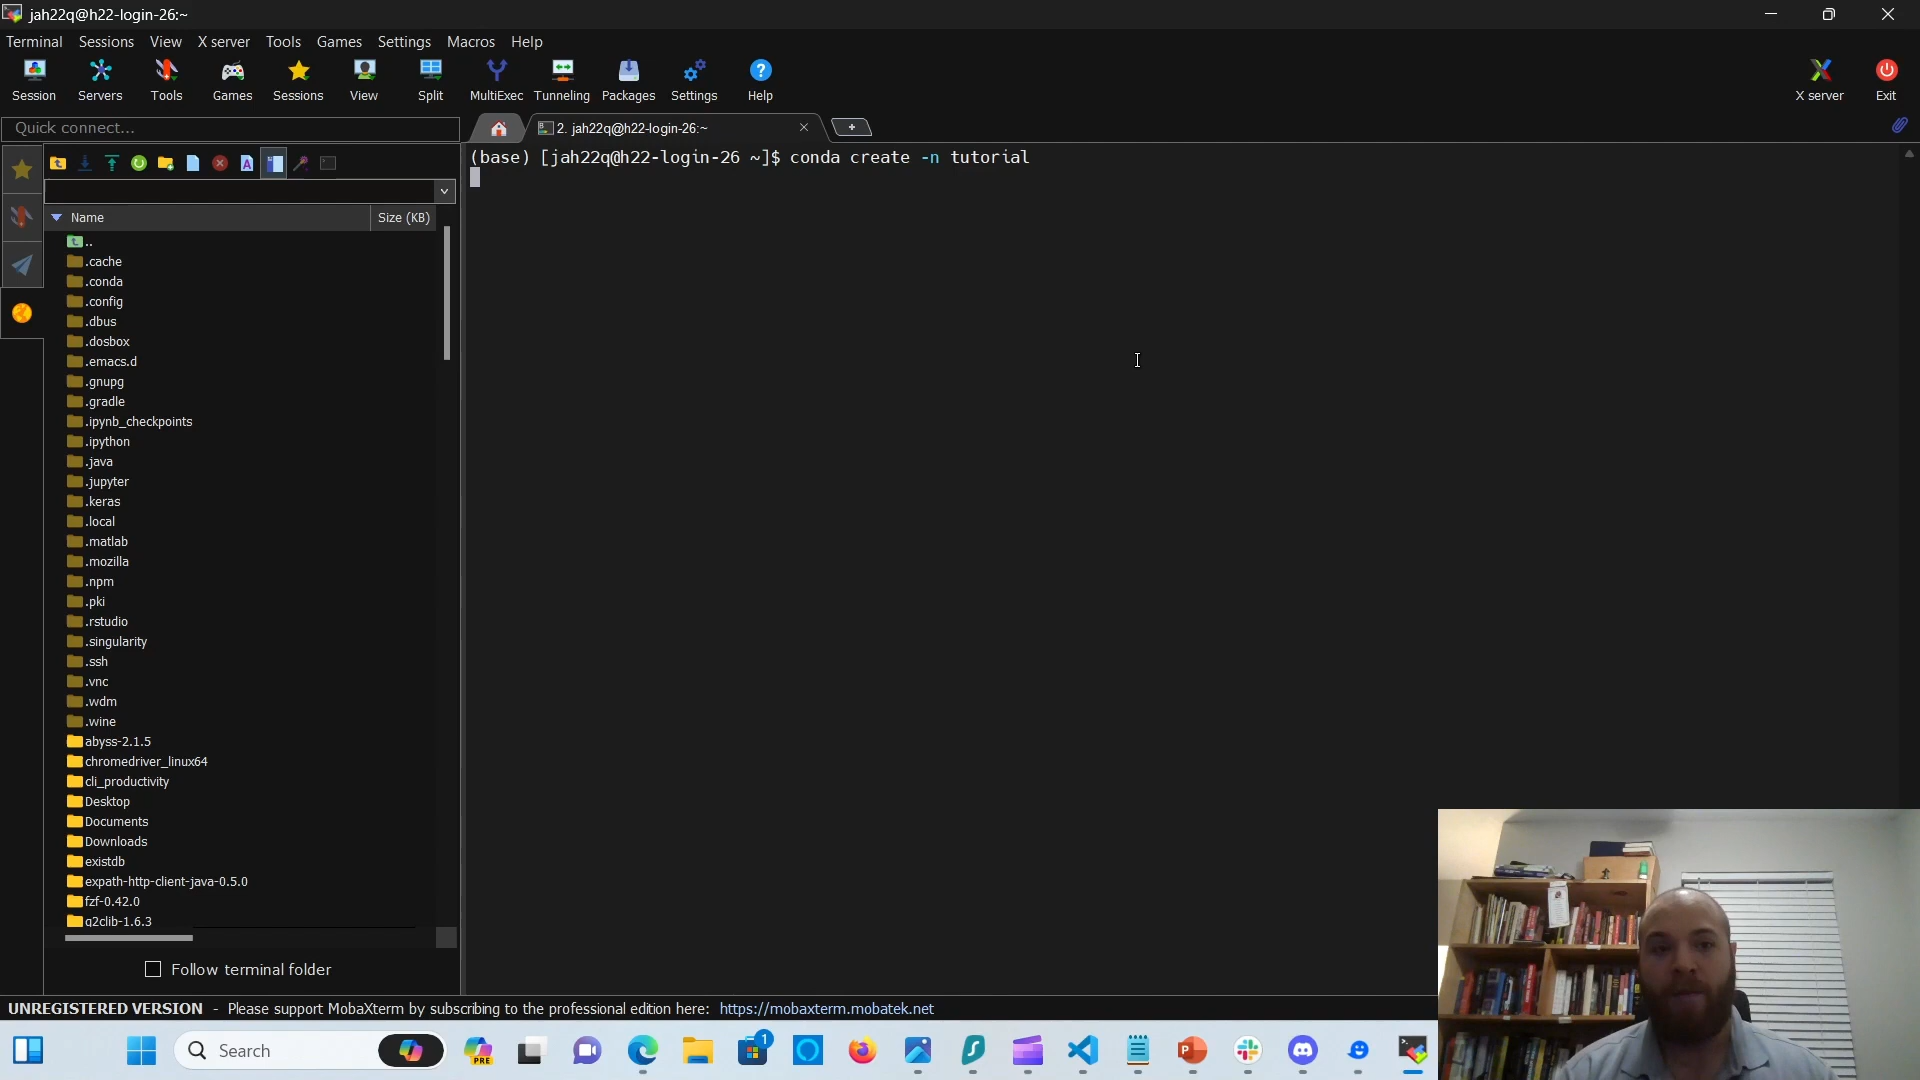 jah22q@h22-login-26:~
Terminal Sessions View X server Tools Games Settings Macros Help
Session Servers Tools Games Sessions View Split MultiExec Tunneling Packages Settings Help X server Exit
Quick connect...
2. jah22q@h22-login-26:~
(base) [jah22q@h22-login-26 ~]$ conda create -n tutorial
Name Size (KB)
..
.cache
.conda
.config
.dbus
.dosbox
.emacs.d
.gnupg
.gradle
.ipynb_checkpoints
.ipython
.java
.jupyter
.keras
.local
.matlab
.mozilla
.npm
.pki
.rstudio
.singularity
.ssh
.vnc
.wdm
.wine
abyss-2.1.5
chromedriver_linux64
cli_productivity
Desktop
Documents
Downloads
existdb
expath-http-client-java-0.5.0
fzf-0.42.0
g2clib-1.6.3
Follow terminal folder
UNREGISTERED VERSION - Please support MobaXterm by subscribing to the professional edition here: https://mobaxterm.mobatek.net
Search
PRE
1